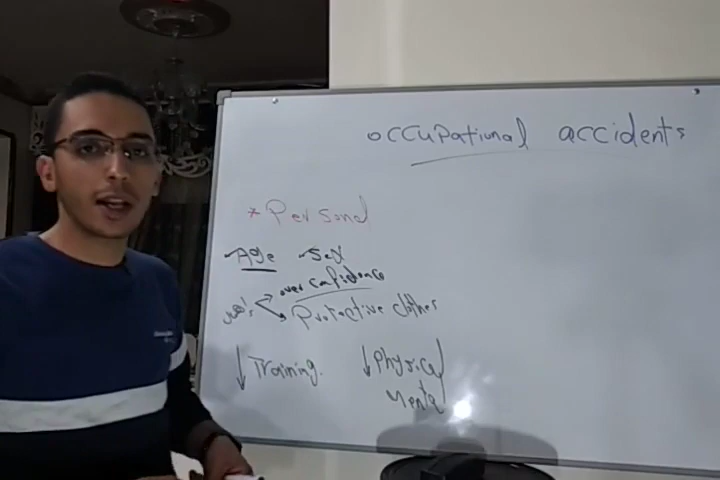 occupational accidents
* Personal
- Age - Sex
over confidence
Protective clothes
↓ Training. ↓ Physical
Mental